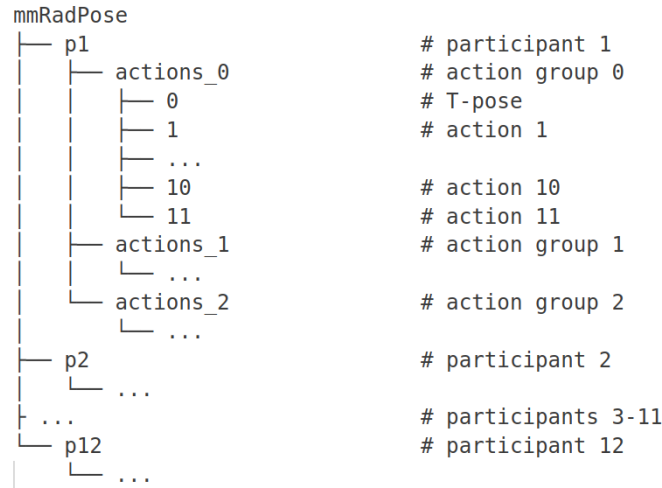 mmRadPose
├── p1                          # participant 1
│   ├── actions_0               # action group 0
│   │   ├── 0                   # T-pose
│   │   ├── 1                   # action 1
│   │   ├── ...
│   │   ├── 10                  # action 10
│   │   └── 11                  # action 11
│   ├── actions_1               # action group 1
│   │   └── ...
│   └── actions_2               # action group 2
│       └── ...
├── p2                          # participant 2
│   └── ...
├ ...                           # participants 3-11
└── p12                         # participant 12
    └── ...